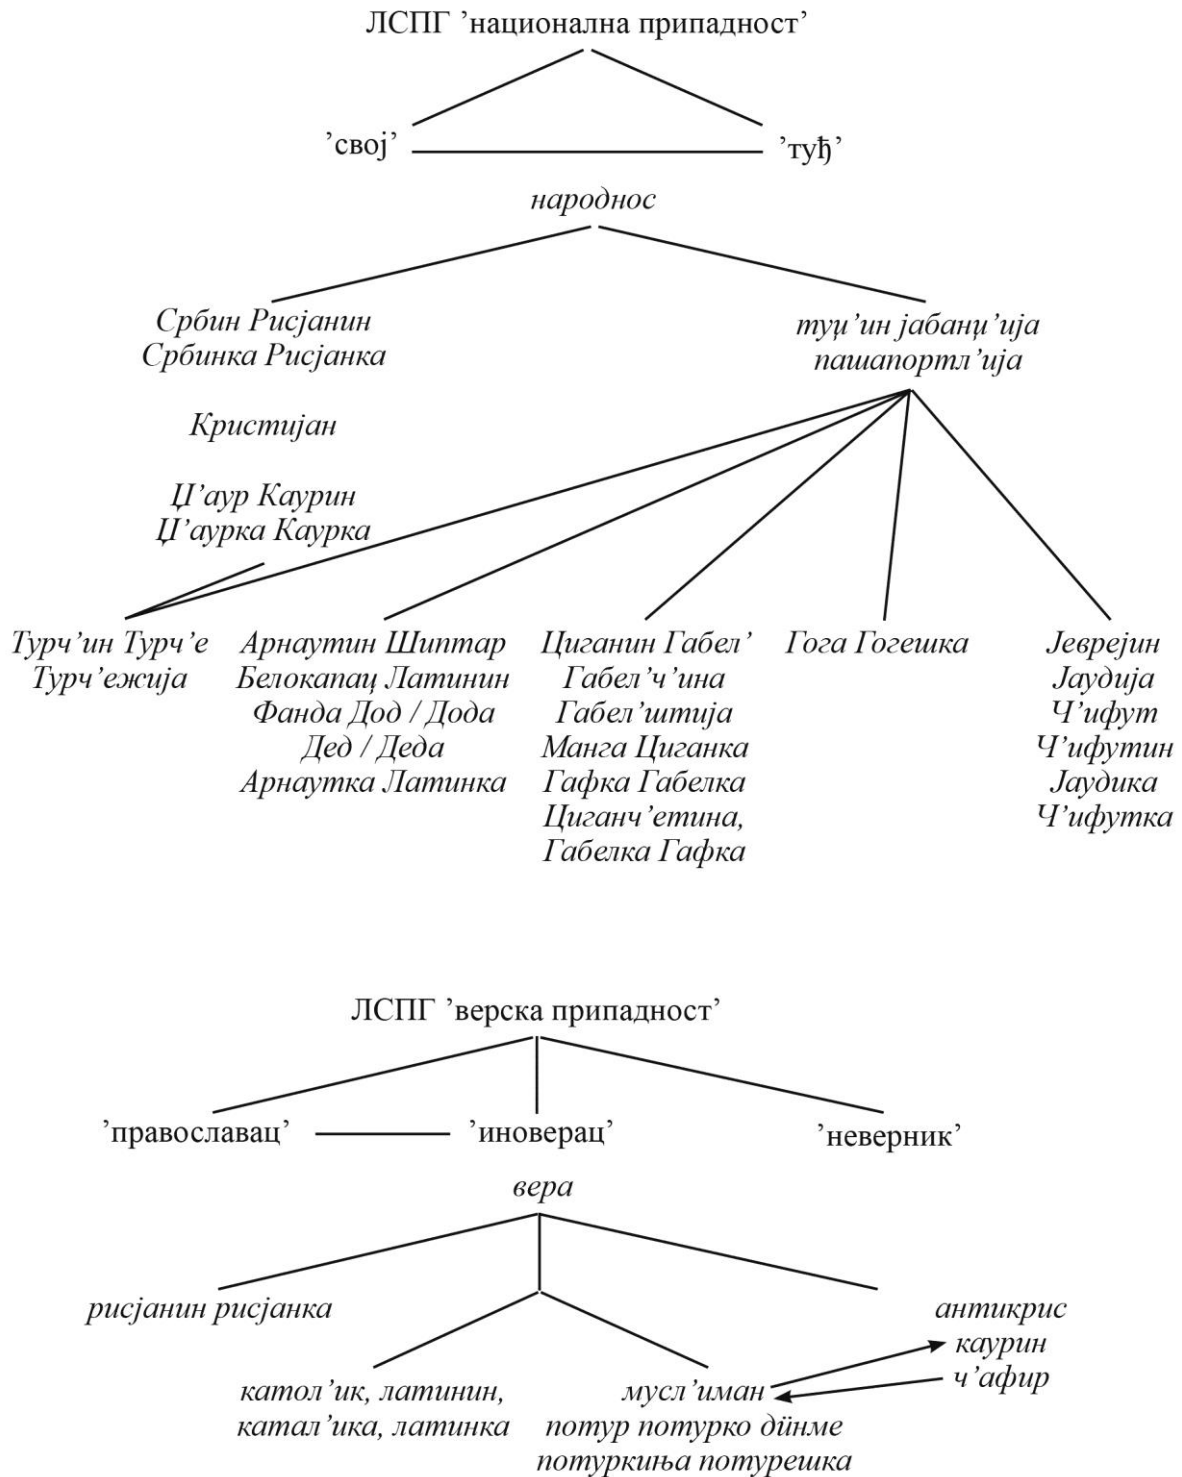 ЛСПГ ’национална припадност’
’свој’ ’туђ’
народнос
Србин Рисјанин
Србинка Рисјанка
туџ’ин јабанџ’ија
пашапортл’ија
Кристијан
Џ’аур Каурин
Џ’аурка Каурка
Турч’ин Турч’е
Турч’ежија
Арнаутин Шиптар
Белокапац Латинин
Фанда Дод / Дода
Дед / Деда
Арнаутка Латинка
Циганин Габел’
Габел’ч’ина
Габел’штија
Манга Циганка
Гафка Габелка
Циганч’етина,
Габелка Гафка
Гога Гогешка
Јеврејин
Јаудија
Ч’ифут
Ч’ифутин
Јаудика
Ч’ифутка
ЛСПГ ’верска припадност’
’православац’ ’иноверац’ ’неверник’
вера
рисјанин рисјанка
антикрис
каурин
ч’афир
катол’ик, латинин,
катал’ика, латинка
мусл’иман
потур потурко дӥнме
потуркиња потурешка